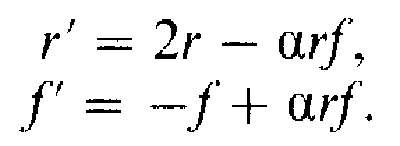 r′ = 2r − αrf,
f′ = −f + αrf.